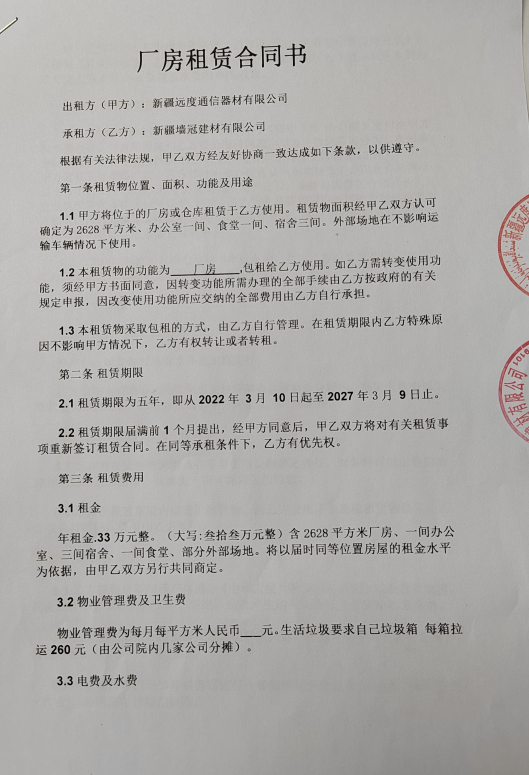 厂房租赁合同书
出租方（甲方）：新疆远度通信器材有限公司
承租方（乙方）：新疆墙冠建材有限公司
根据有关法律法规，甲乙双方经友好协商一致达成如下条款，以供遵守。
第一条租赁物位置、面积、功能及用途
1.1 甲方将位于的厂房或仓库租赁于乙方使用。租赁物面积经甲乙双方认可
确定为 2628 平方米、办公室一间、食堂一间、宿舍三间。外部场地在不影响运
输车辆情况下使用。
1.2 本租赁物的功能为____厂房____,包租给乙方使用。如乙方需转变使用功
能，须经甲方书面同意，因转变功能所需办理的全部手续由乙方按政府的有关
规定申报，因改变使用功能所应交纳的全部费用由乙方自行承担。
1.3 本租赁物采取包租的方式，由乙方自行管理。在租赁期限内乙方特殊原
因不影响甲方情况下，乙方有权转让或者转租。
第二条 租赁期限
2.1 租赁期限为五年，即从 2022 年 3 月 10 日起至 2027 年 3 月 9 日止。
2.2 租赁期限届满前 1 个月提出，经甲方同意后，甲乙双方将对有关租赁事
项重新签订租赁合同。在同等承租条件下，乙方有优先权。
第三条 租赁费用
3.1 租金
年租金.33 万元整。（大写:叁拾叁万元整）含 2628 平方米厂房、一间办公
室、三间宿舍、一间食堂、部分外部场地。将以届时同等位置房屋的租金水平
为依据，由甲乙双方另行共同商定。
3.2 物业管理费及卫生费
物业管理费为每月每平方米人民币___元。生活垃圾要求自己垃圾箱 每箱拉
运 260 元（由公司院内几家公司分摊）。
3.3 电费及水费
新疆远度
有限公司